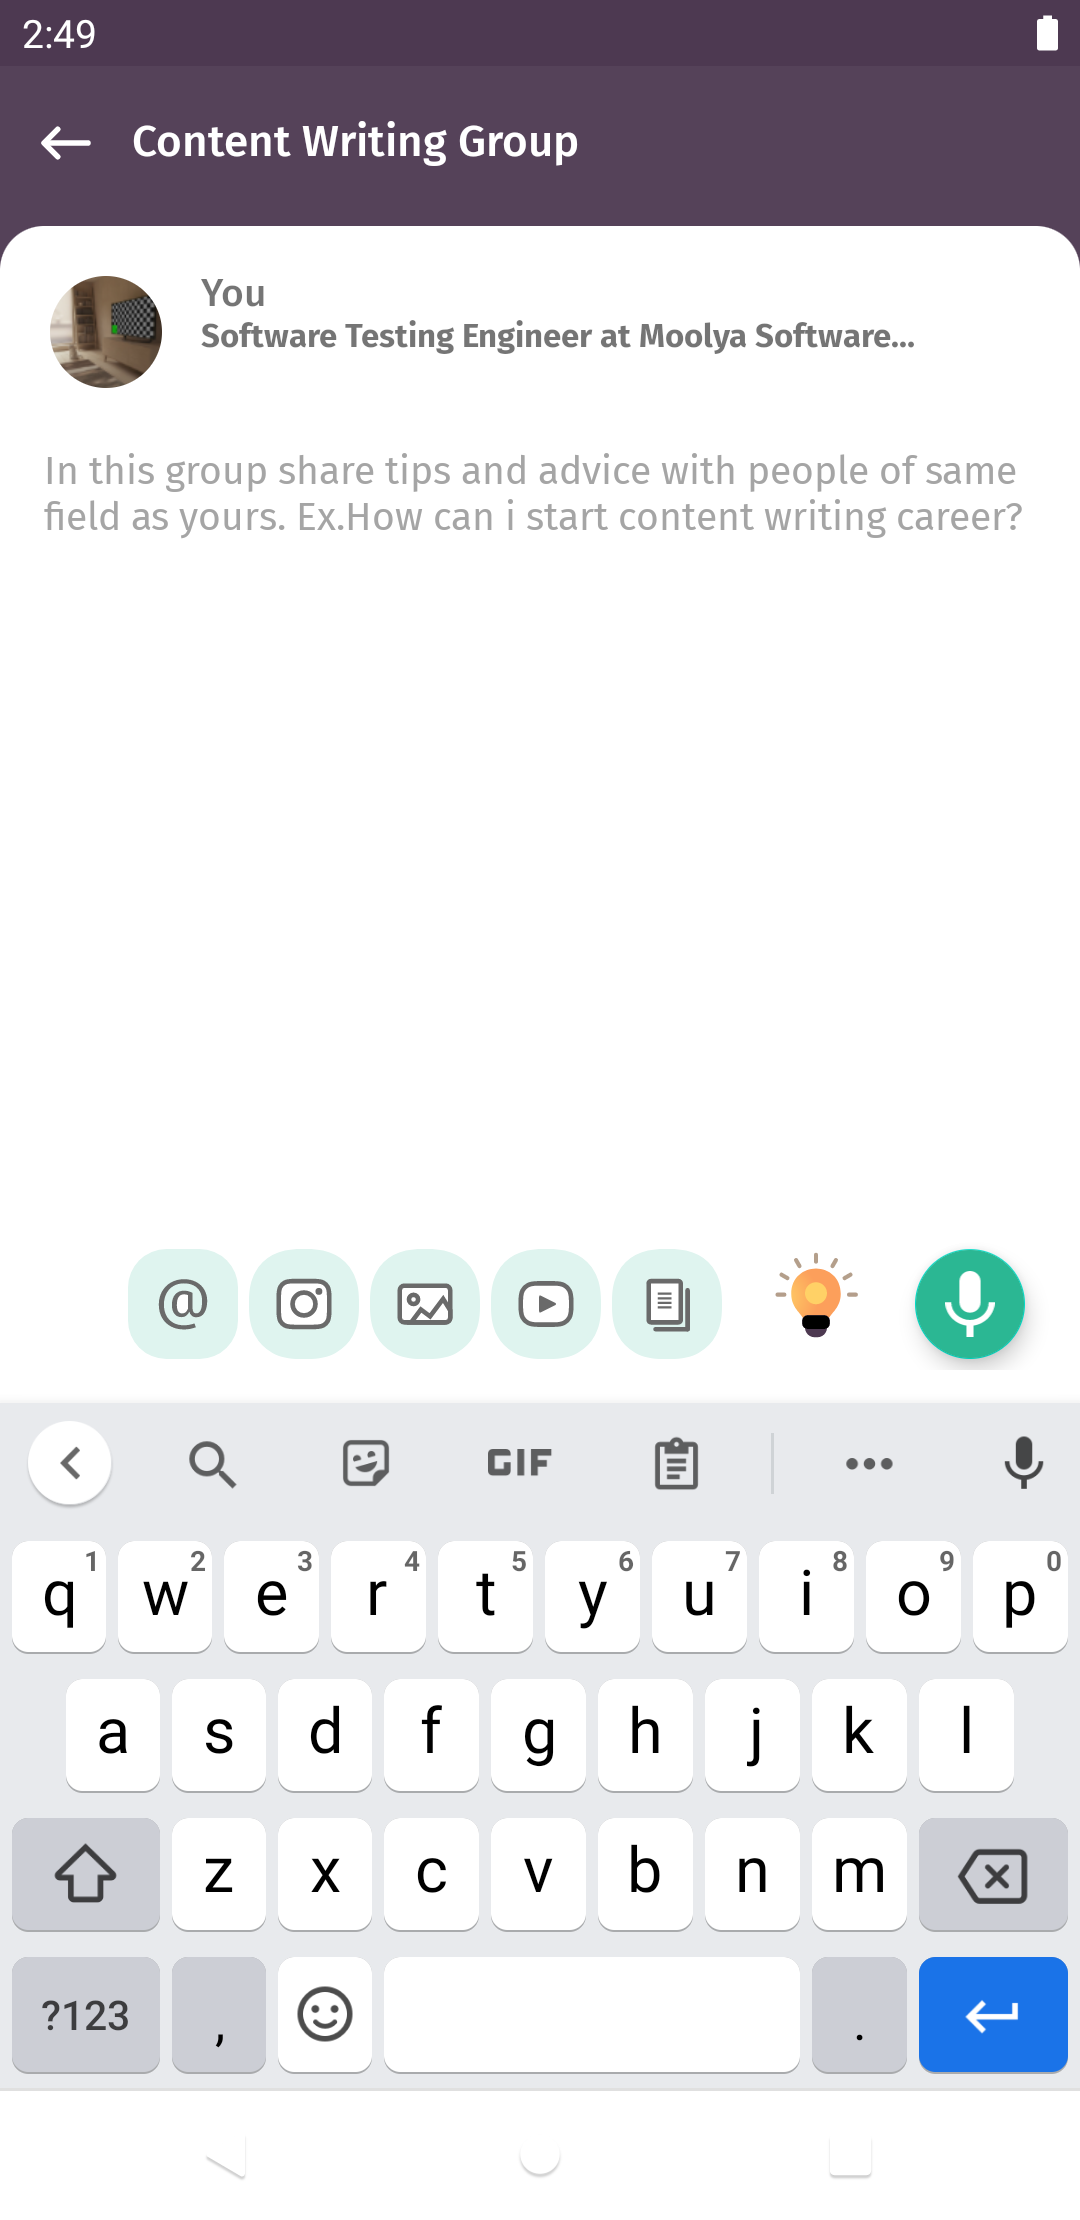 2:49
Content Writing Group
You
Software Testing Engineer at Moolya Software...
In this group share tips and advice with people of same
field as yours. Ex.How can i start content writing career?
@
GIF
q 1 w 2 e 3 r 4 t 5 y 6 u 7 i 8 o 9 p 0
a s d f g h j k l
z x c v b n m
?123 , .